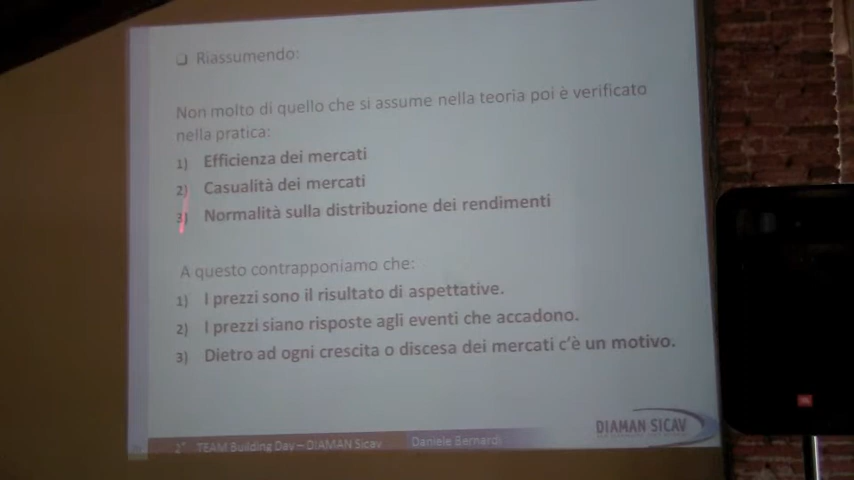 ❑ Riassumendo:
Non molto di quello che si assume nella teoria poi è verificato
nella pratica:
1) Efficienza dei mercati
2) Casualità dei mercati
3) Normalità sulla distribuzione dei rendimenti
A questo contrapponiamo che:
1) I prezzi sono il risultato di aspettative.
2) I prezzi siano risposte agli eventi che accadono.
3) Dietro ad ogni crescita o discesa dei mercati c'è un motivo.
2° TEAM Building Day – DIAMAN Sicav Daniele Bernardi
DIAMAN SICAV